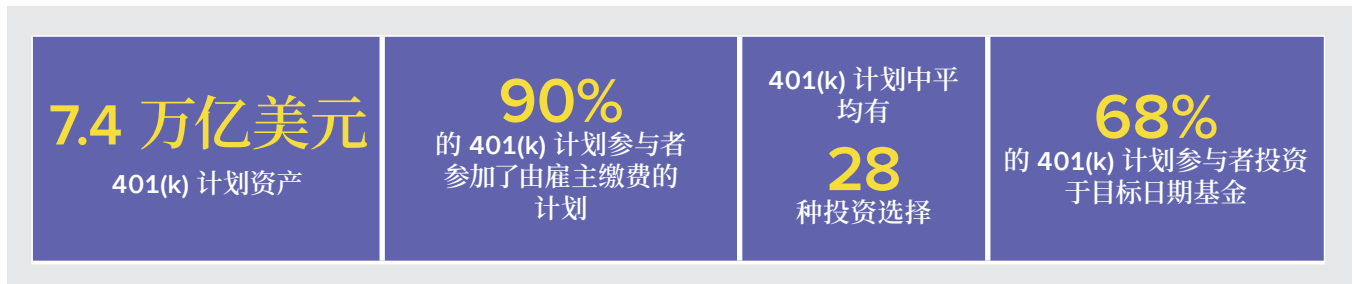 7.4 万亿美元
401(k) 计划资产
90%
的 401(k) 计划参与者
参加了由雇主缴费的
计划
401(k) 计划中平
均有
28
种投资选择
68%
的 401(k) 计划参与者投资
于目标日期基金